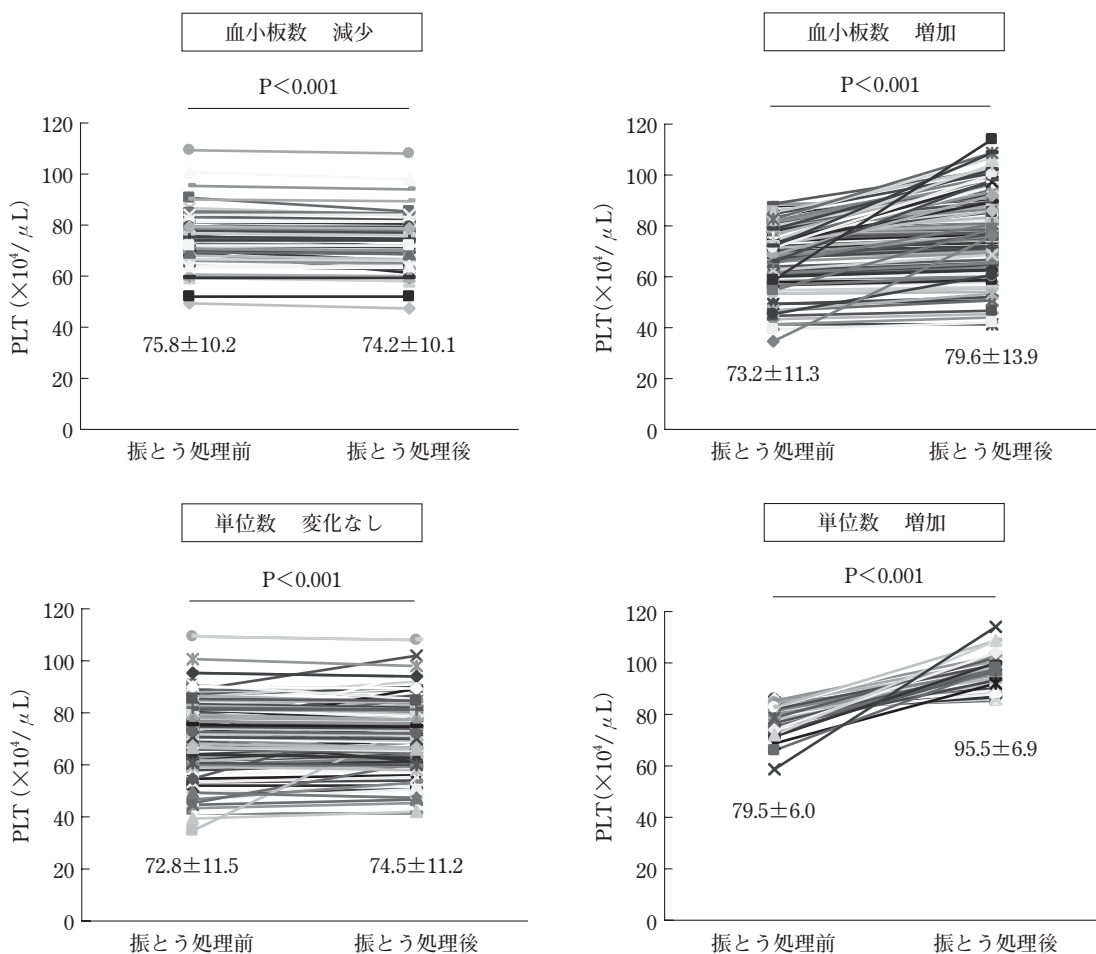 血小板数 減少
P＜0.001
PLT (×10⁴/μL)
120
100
80
60
40
20
0
75.8±10.2
74.2±10.1
振とう処理前
振とう処理後
血小板数 増加
P＜0.001
PLT(×10⁴/μL)
120
100
80
60
40
20
0
73.2±11.3
79.6±13.9
振とう処理前
振とう処理後
単位数 変化なし
P＜0.001
PLT (×10⁴/μL)
120
100
80
60
40
20
0
72.8±11.5
74.5±11.2
振とう処理前
振とう処理後
単位数 増加
P＜0.001
PLT(×10⁴/μL)
120
100
80
60
40
20
0
79.5±6.0
95.5±6.9
振とう処理前
振とう処理後